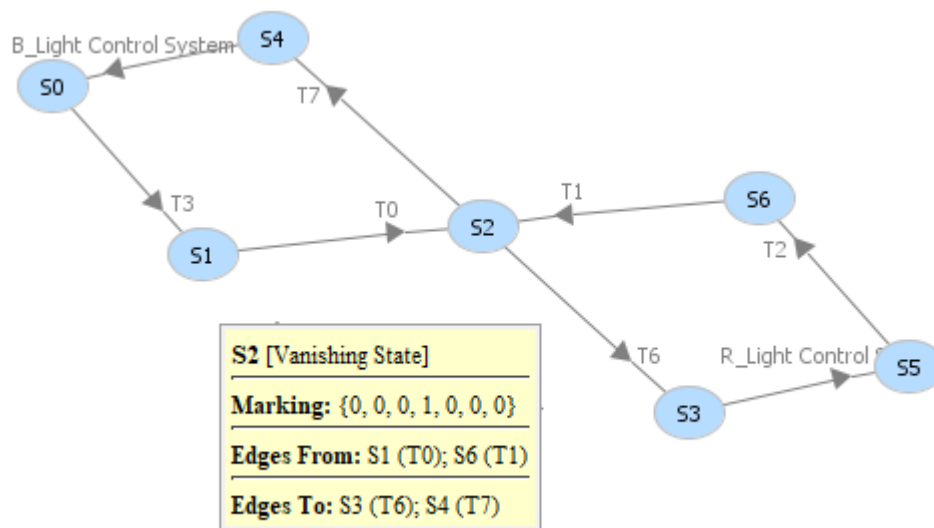 S4
B_Light Control System
S0
T7
T3
T1
S6
T0
S2
T2
S1
T6
R_Light Control
S5
S3
S2 [Vanishing State]
Marking: {0, 0, 0, 1, 0, 0, 0}
Edges From: S1 (T0); S6 (T1)
Edges To: S3 (T6); S4 (T7)